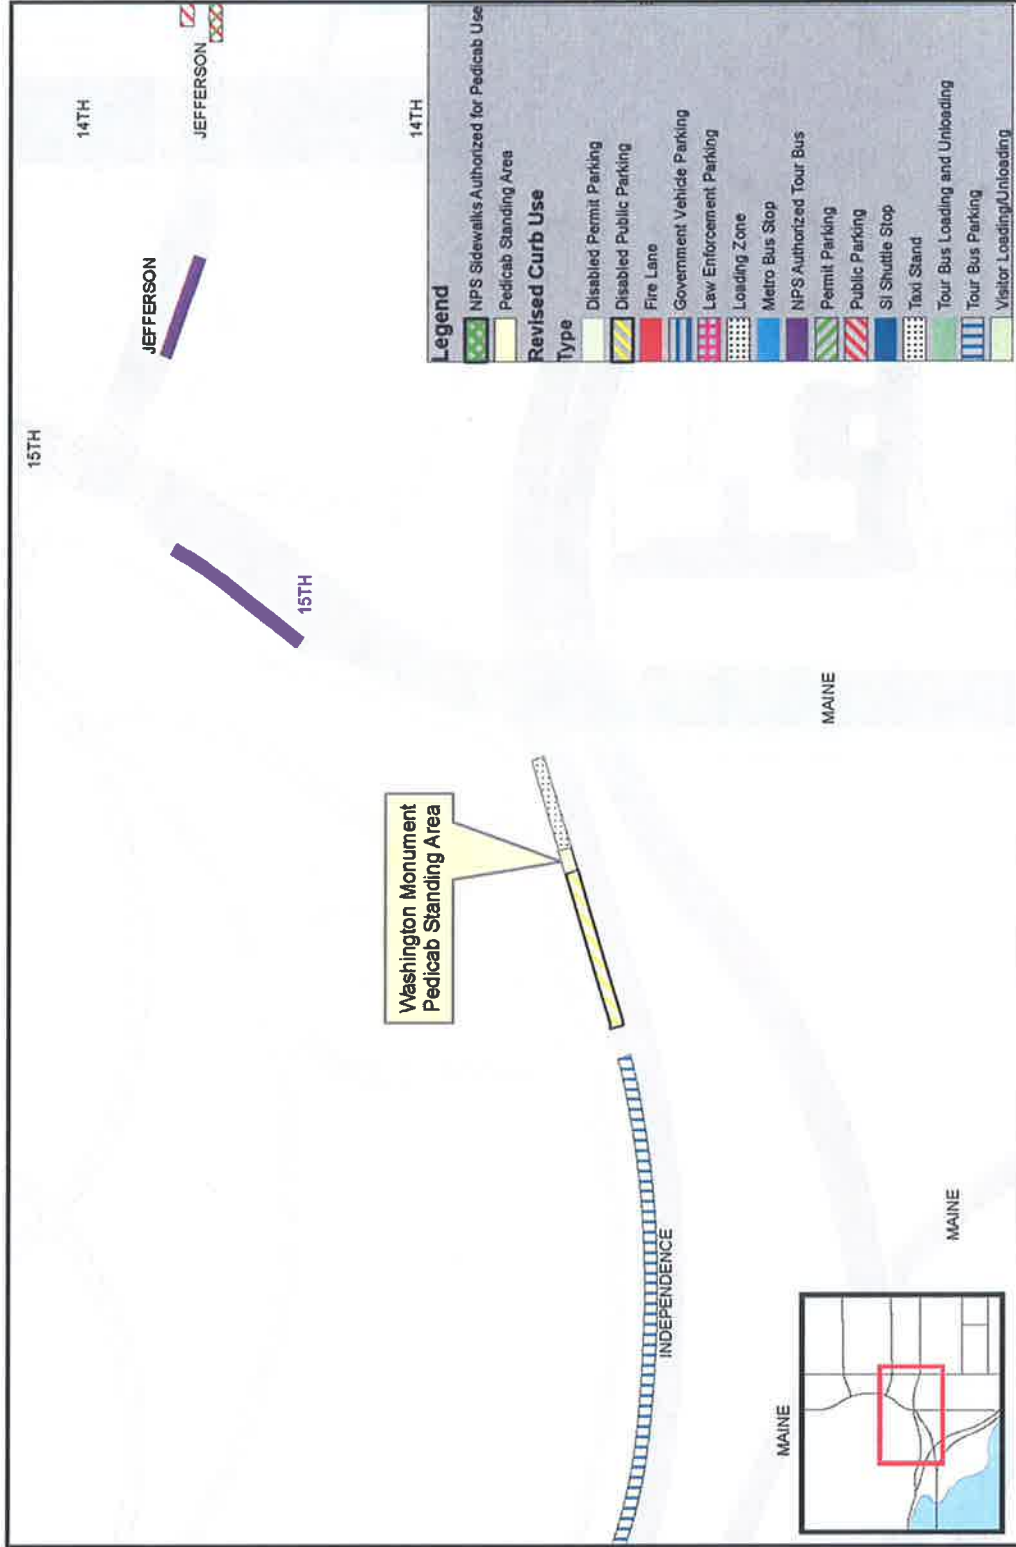 15TH
14TH
JEFFERSON
JEFFERSON
15TH
14TH
Washington Monument
Pedicab Standing Area
INDEPENDENCE
MAINE
MAINE
MAINE
Legend
NPS Sidewalks Authorized for Pedicab Use
Pedicab Standing Area
Revised Curb Use
Type
Disabled Permit Parking
Disabled Public Parking
Fire Lane
Government Vehicle Parking
Law Enforcement Parking
Loading Zone
Metro Bus Stop
NPS Authorized Tour Bus
Permit Parking
Public Parking
SI Shuttle Stop
Taxi Stand
Tour Bus Loading and Unloading
Tour Bus Parking
Visitor Loading/Unloading